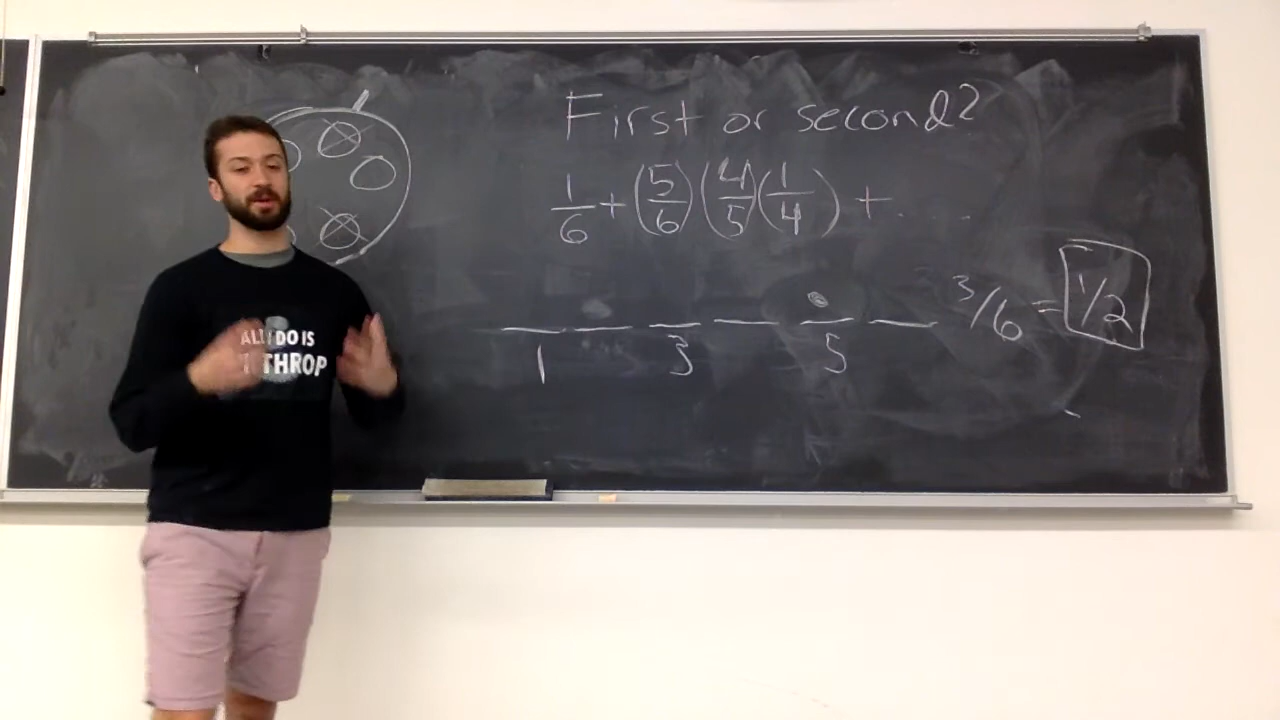 First or second?
1/6 + (5/6)(4/5)(1/4) + .....
1 3 5
3/6 = 1/2
DO IS
THROP